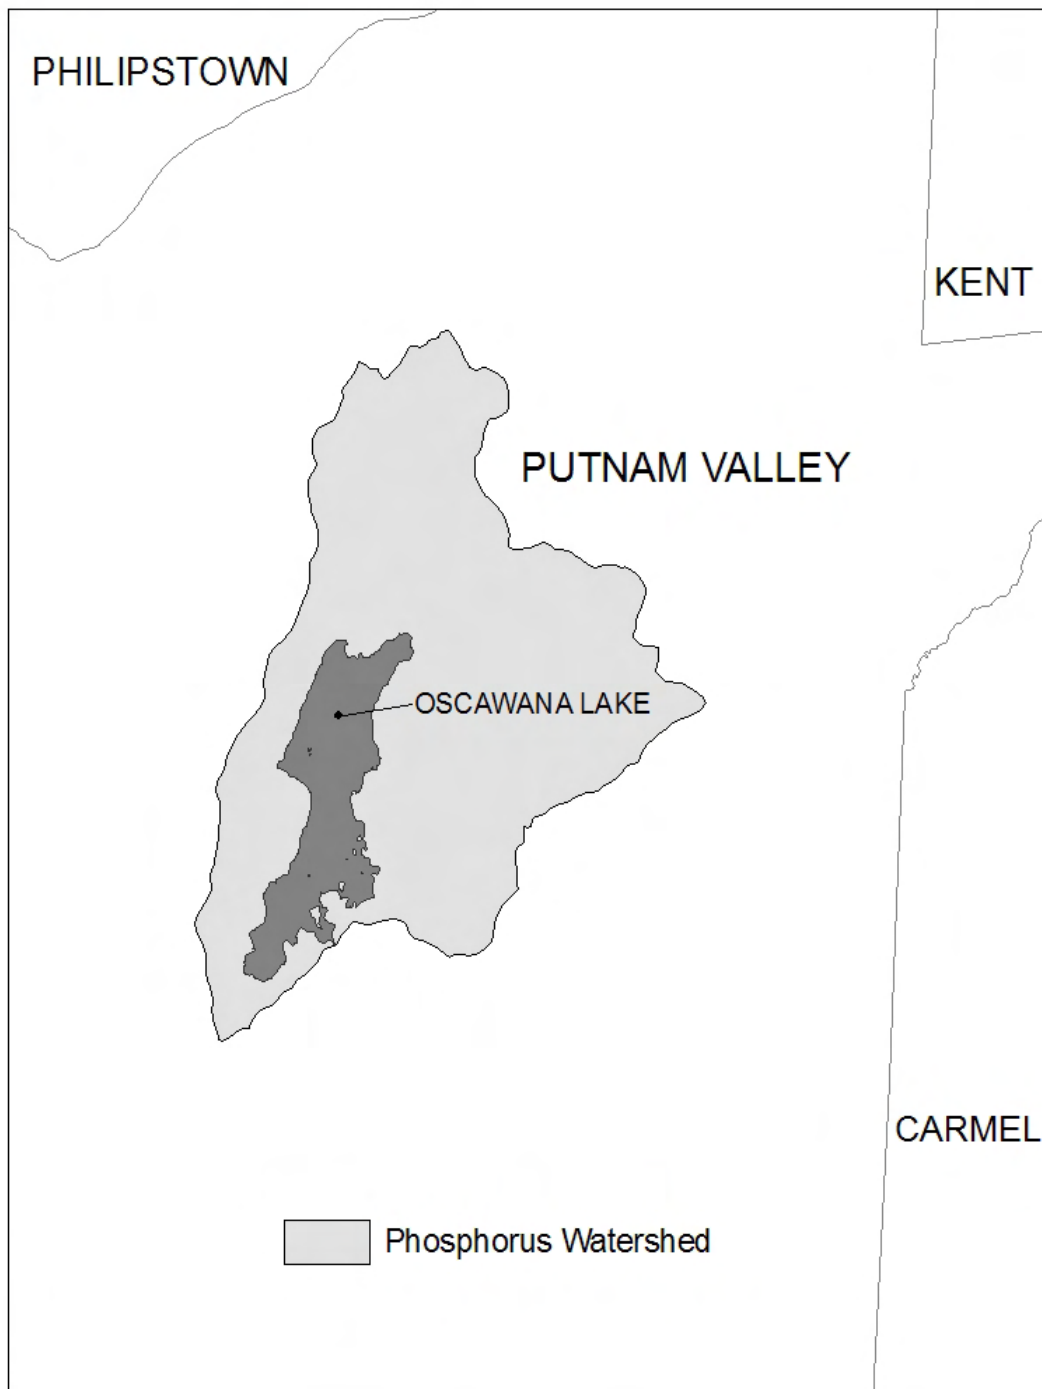 PHILIPSTOWN
KENT
PUTNAM VALLEY
OSCAWANA LAKE
CARMEL
Phosphorus Watershed